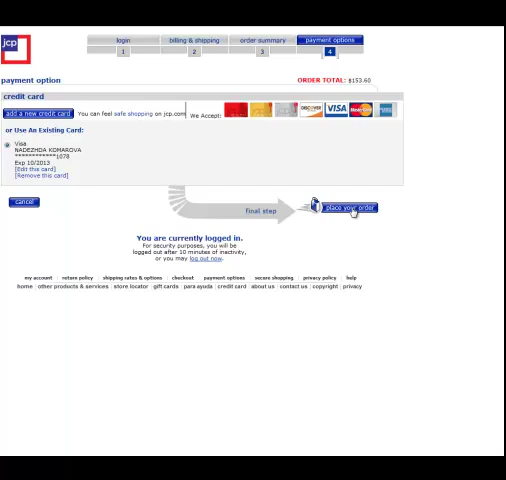 jcp
login billing & shipping order summary payment options
1 2 3 4
payment option ORDER TOTAL: $153.60
credit card
add a new credit card You can feel safe shopping on jcp.com We Accept: DISCOVER VISA MasterCard
or Use An Existing Card:
Visa
NADEZHDA KOMAROVA
************1078
Exp 10/2013
[Edit this card]
[Remove this card]
cancel final step place your order
You are currently logged in.
For security purposes, you will be
logged out after 10 minutes of inactivity,
or you may log out now.
my account return policy shipping rates & options checkout payment options secure shopping privacy policy help
home other products & services store locator gift cards para ayuda credit card about us contact us copyright privacy